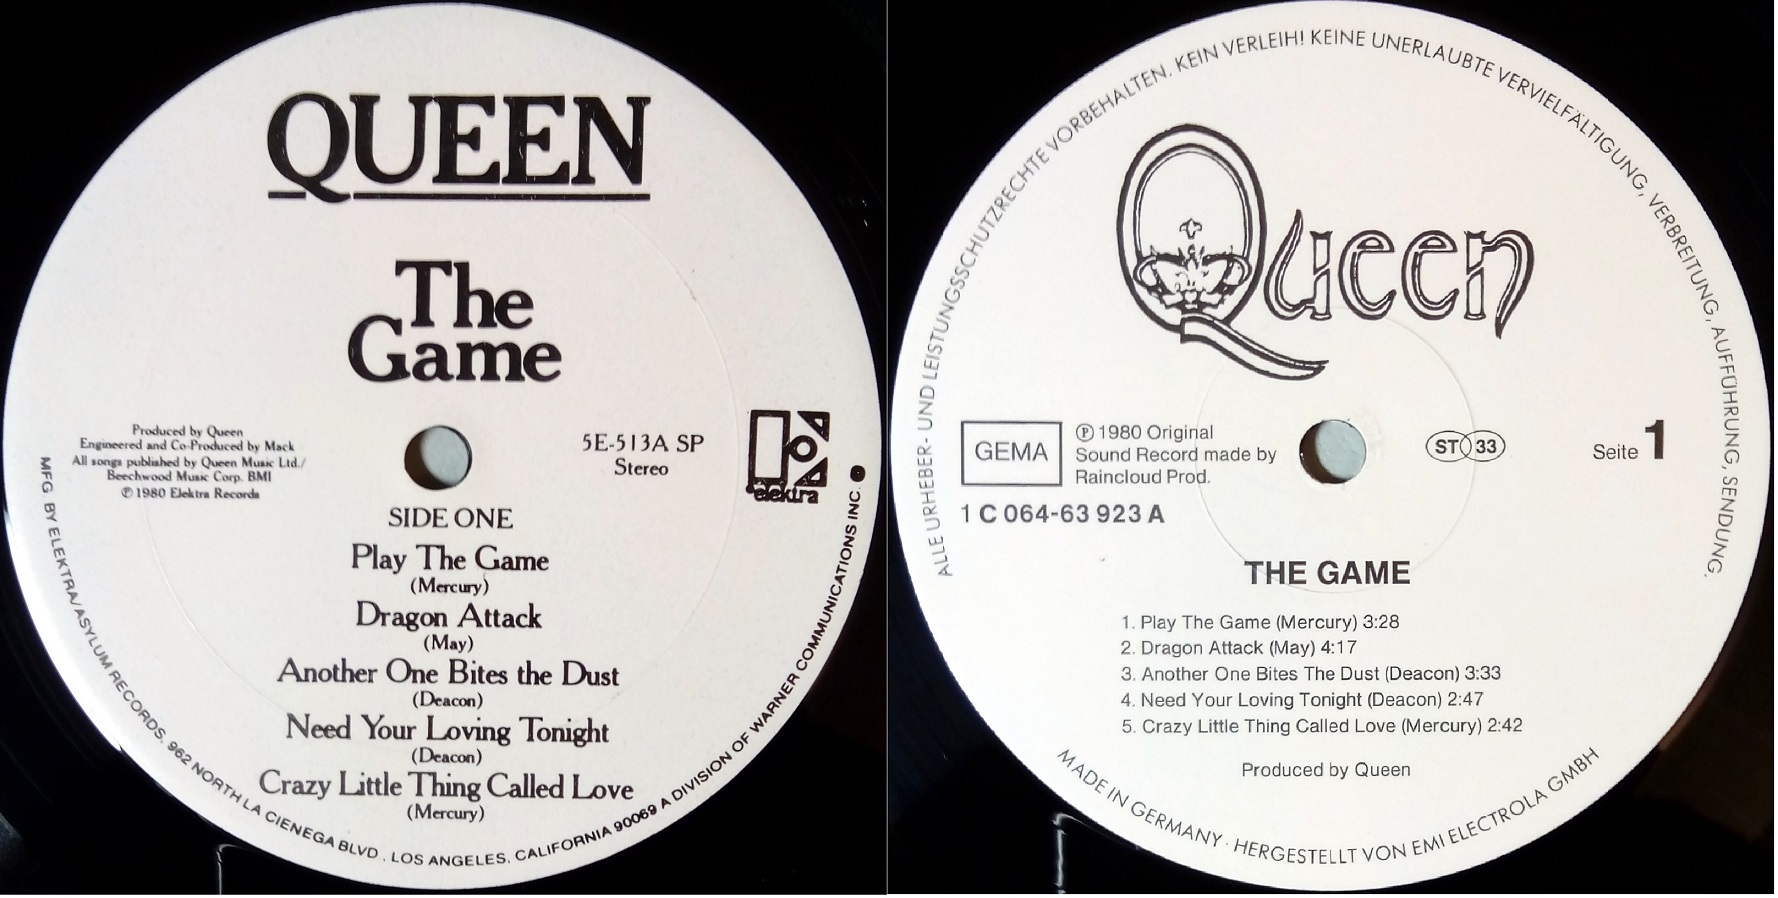 QUEEN
The
Game
Produced by Queen
Engineered and Co-Produced by Mack
All songs published by Queen Music Ltd./
Beechwood Music Corp. BMI
℗ 1980 Elektra Records
5E-513A SP
Stereo
elektra
SIDE ONE
Play The Game
(Mercury)
Dragon Attack
(May)
Another One Bites the Dust
(Deacon)
Need Your Loving Tonight
(Deacon)
Crazy Little Thing Called Love
(Mercury)
MFG. BY ELEKTRA/ASYLUM RECORDS, 962 NORTH LA CIENEGA BLVD., LOS ANGELES, CALIFORNIA 90069 A DIVISION OF WARNER COMMUNICATIONS INC.
ALLE URHEBER- UND LEISTUNGSSCHUTZRECHTE VORBEHALTEN. KEIN VERLEIH! KEINE UNERLAUBTE VERVIELFÄLTIGUNG, VERBREITUNG, AUFFÜHRUNG, SENDUNG.
Queen
GEMA
℗ 1980 Original
Sound Record made by
Raincloud Prod.
1 C 064-63 923 A
ST 33
Seite 1
THE GAME
1. Play The Game (Mercury) 3:28
2. Dragon Attack (May) 4:17
3. Another One Bites The Dust (Deacon) 3:33
4. Need Your Loving Tonight (Deacon) 2:47
5. Crazy Little Thing Called Love (Mercury) 2:42
Produced by Queen
MADE IN GERMANY · HERGESTELLT VON EMI ELECTROLA GMBH